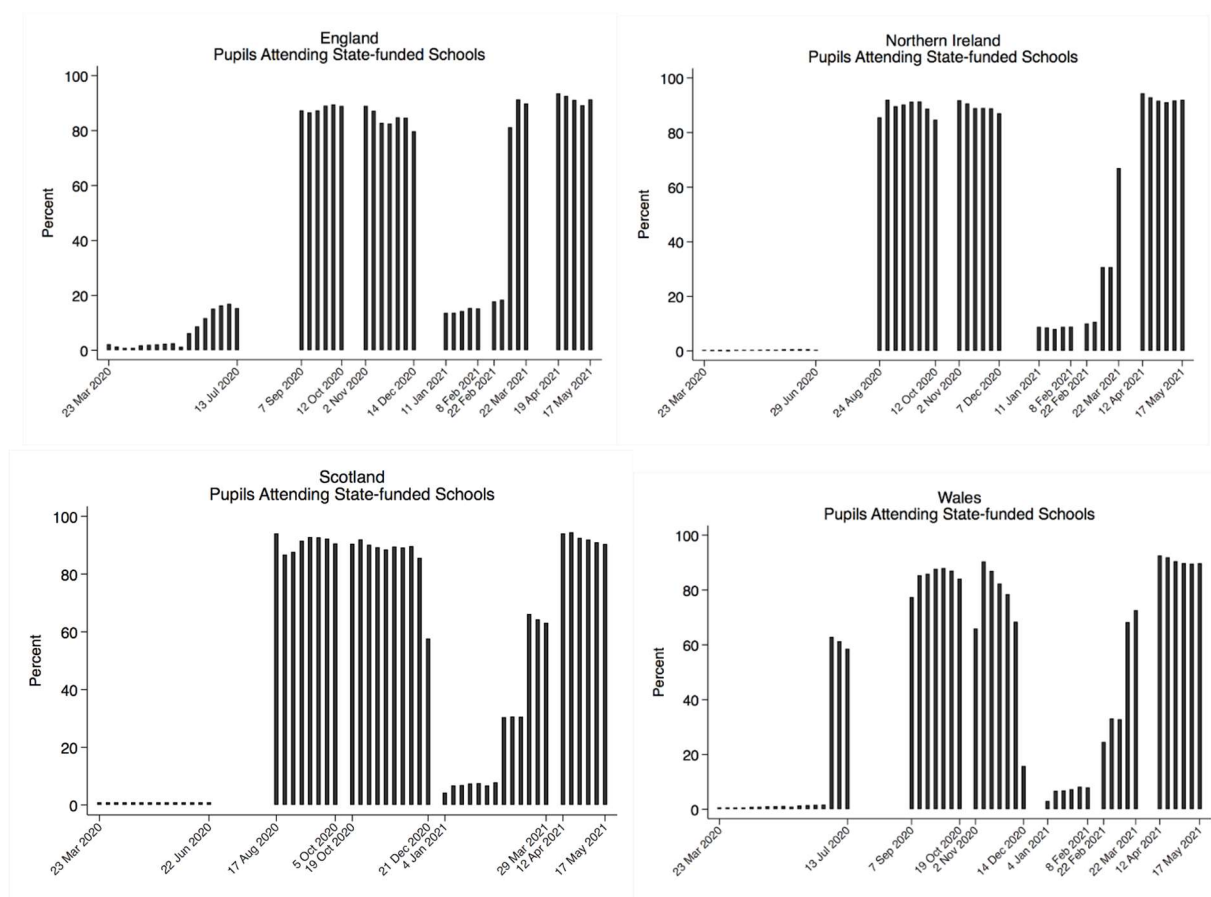 England
Pupils Attending State-funded Schools
100
80
60
40
20
0
Percent
23 Mar 2020
13 Jul 2020
7 Sep 2020
12 Oct 2020
2 Nov 2020
14 Dec 2020
11 Jan 2021
8 Feb 2021
22 Feb 2021
22 Mar 2021
19 Apr 2021
17 May 2021
Northern Ireland
Pupils Attending State-funded Schools
100
80
60
40
20
0
Percent
23 Mar 2020
29 Jun 2020
24 Aug 2020
12 Oct 2020
2 Nov 2020
7 Dec 2020
11 Jan 2021
8 Feb 2021
22 Feb 2021
22 Mar 2021
12 Apr 2021
17 May 2021
Scotland
Pupils Attending State-funded Schools
100
80
60
40
20
0
Percent
23 Mar 2020
22 Jun 2020
17 Aug 2020
5 Oct 2020
19 Oct 2020
21 Dec 2020
4 Jan 2021
29 Mar 2021
12 Apr 2021
17 May 2021
Wales
Pupils Attending State-funded Schools
100
80
60
40
20
0
Percent
23 Mar 2020
13 Jul 2020
7 Sep 2020
19 Oct 2020
2 Nov 2020
14 Dec 2020
4 Jan 2021
8 Feb 2021
22 Feb 2021
22 Mar 2021
12 Apr 2021
17 May 2021